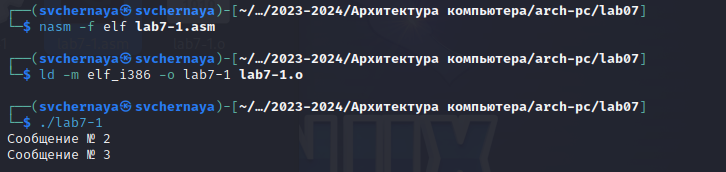 ┌──(svchernaya㉿svchernaya)-[~/…/2023-2024/Архитектура компьютера/arch-pc/lab07]
└─$ nasm -f elf lab7-1.asm
┌──(svchernaya㉿svchernaya)-[~/…/2023-2024/Архитектура компьютера/arch-pc/lab07]
└─$ ld -m elf_i386 -o lab7-1 lab7-1.o
┌──(svchernaya㉿svchernaya)-[~/…/2023-2024/Архитектура компьютера/arch-pc/lab07]
└─$ ./lab7-1
Сообщение № 2
Сообщение № 3